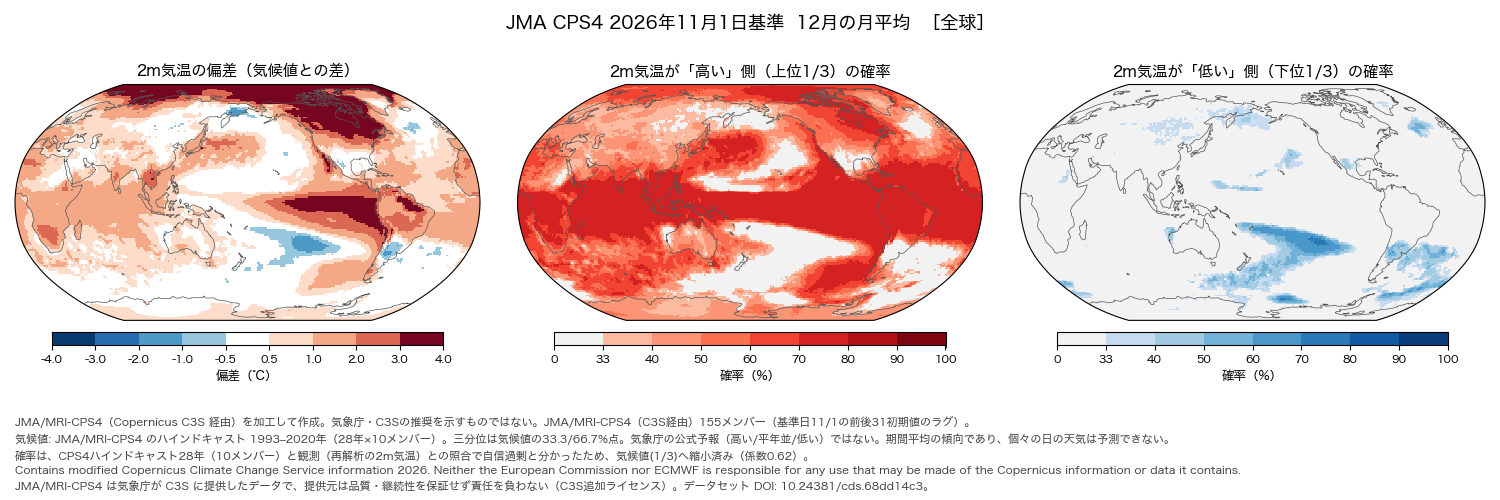 JMA CPS4 2026年11月1日基準 12月の月平均 ［全球］
2m気温の偏差（気候値との差）
2m気温が「高い」側（上位1/3）の確率
2m気温が「低い」側（下位1/3）の確率
-4.0 -3.0 -2.0 -1.0 -0.5 0.5 1.0 2.0 3.0 4.0
偏差（℃）
0 33 40 50 60 70 80 90 100
確率（%）
0 33 40 50 60 70 80 90 100
確率（%）
JMA/MRI-CPS4（Copernicus C3S 経由）を加工して作成。気象庁・C3Sの推奨を示すものではない。JMA/MRI-CPS4（C3S経由）155メンバー（基準日11/1の前後31初期値のラグ）。
気候値: JMA/MRI-CPS4 のハインドキャスト 1993–2020年（28年×10メンバー）。三分位は気候値の33.3/66.7%点。気象庁の公式予報（高い/平年並/低い）ではない。期間平均の傾向であり、個々の日の天気は予測できない。
確率は、CPS4ハインドキャスト28年（10メンバー）と観測（再解析の2m気温）との照合で自信過剰と分かったため、気候値(1/3)へ縮小済み（係数0.62）。
Contains modified Copernicus Climate Change Service information 2026. Neither the European Commission nor ECMWF is responsible for any use that may be made of the Copernicus information or data it contains.
JMA/MRI-CPS4 は気象庁が C3S に提供したデータで、提供元は品質・継続性を保証せず責任を負わない（C3S追加ライセンス）。データセット DOI: 10.24381/cds.68dd14c3。